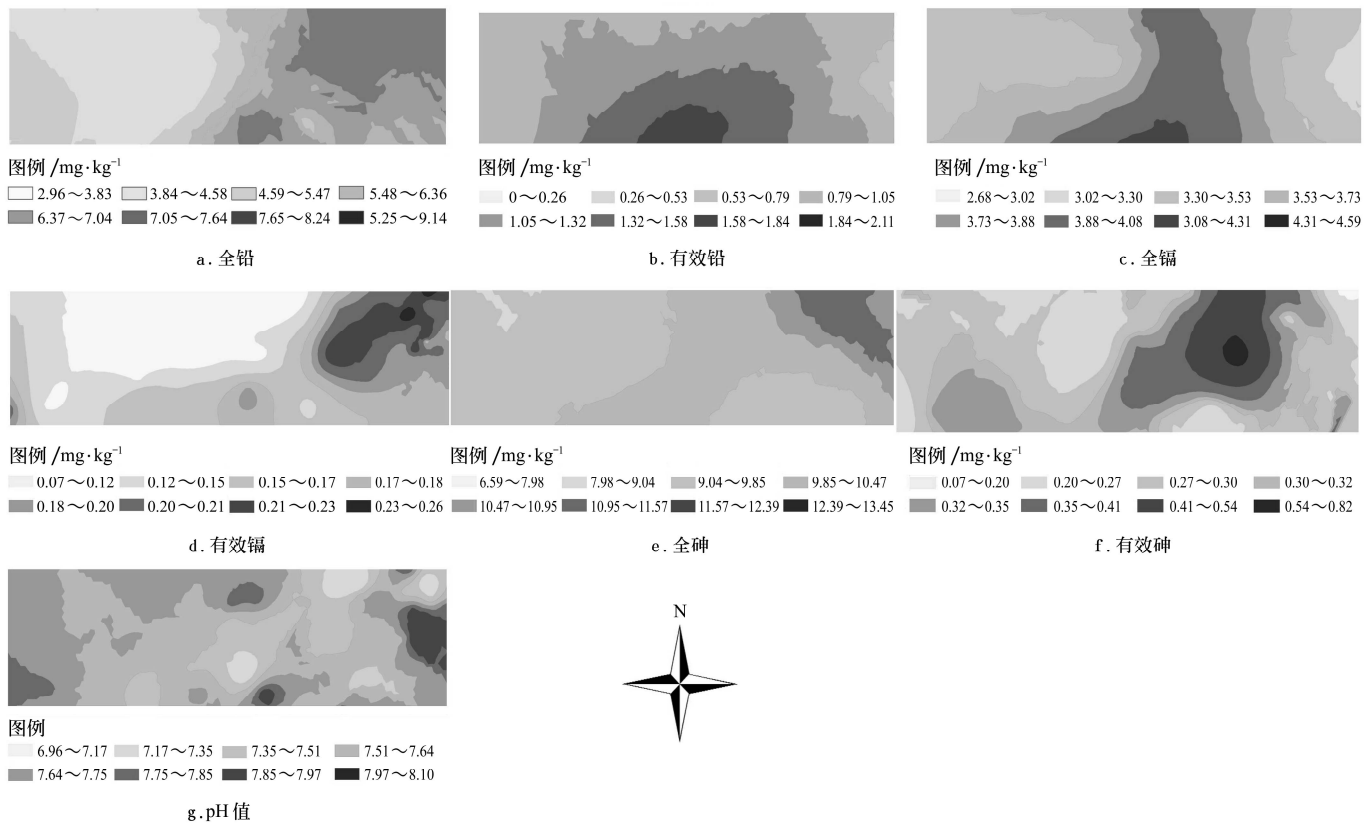 图例/mg·kg⁻¹
2.96～3.83 3.84～4.58 4.59～5.47 5.48～6.36
6.37～7.04 7.05～7.64 7.65～8.24 5.25～9.14
a.全铅
图例/mg·kg⁻¹
0～0.26 0.26～0.53 0.53～0.79 0.79～1.05
1.05～1.32 1.32～1.58 1.58～1.84 1.84～2.11
b.有效铅
图例/mg·kg⁻¹
2.68～3.02 3.02～3.30 3.30～3.53 3.53～3.73
3.73～3.88 3.88～4.08 3.08～4.31 4.31～4.59
c.全镉
图例/mg·kg⁻¹
0.07～0.12 0.12～0.15 0.15～0.17 0.17～0.18
0.18～0.20 0.20～0.21 0.21～0.23 0.23～0.26
d.有效镉
图例/mg·kg⁻¹
6.59～7.98 7.98～9.04 9.04～9.85 9.85～10.47
10.47～10.95 10.95～11.57 11.57～12.39 12.39～13.45
e.全砷
图例/mg·kg⁻¹
0.07～0.20 0.20～0.27 0.27～0.30 0.30～0.32
0.32～0.35 0.35～0.41 0.41～0.54 0.54～0.82
f.有效砷
图例
6.96～7.17 7.17～7.35 7.35～7.51 7.51～7.64
7.64～7.75 7.75～7.85 7.85～7.97 7.97～8.10
g.pH值
N